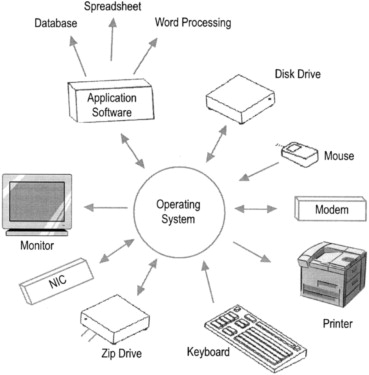 Spreadsheet
Database
Word Processing
Application
Software
Disk Drive
Mouse
Operating
System
Modem
Monitor
NIC
Printer
Zip Drive
Keyboard